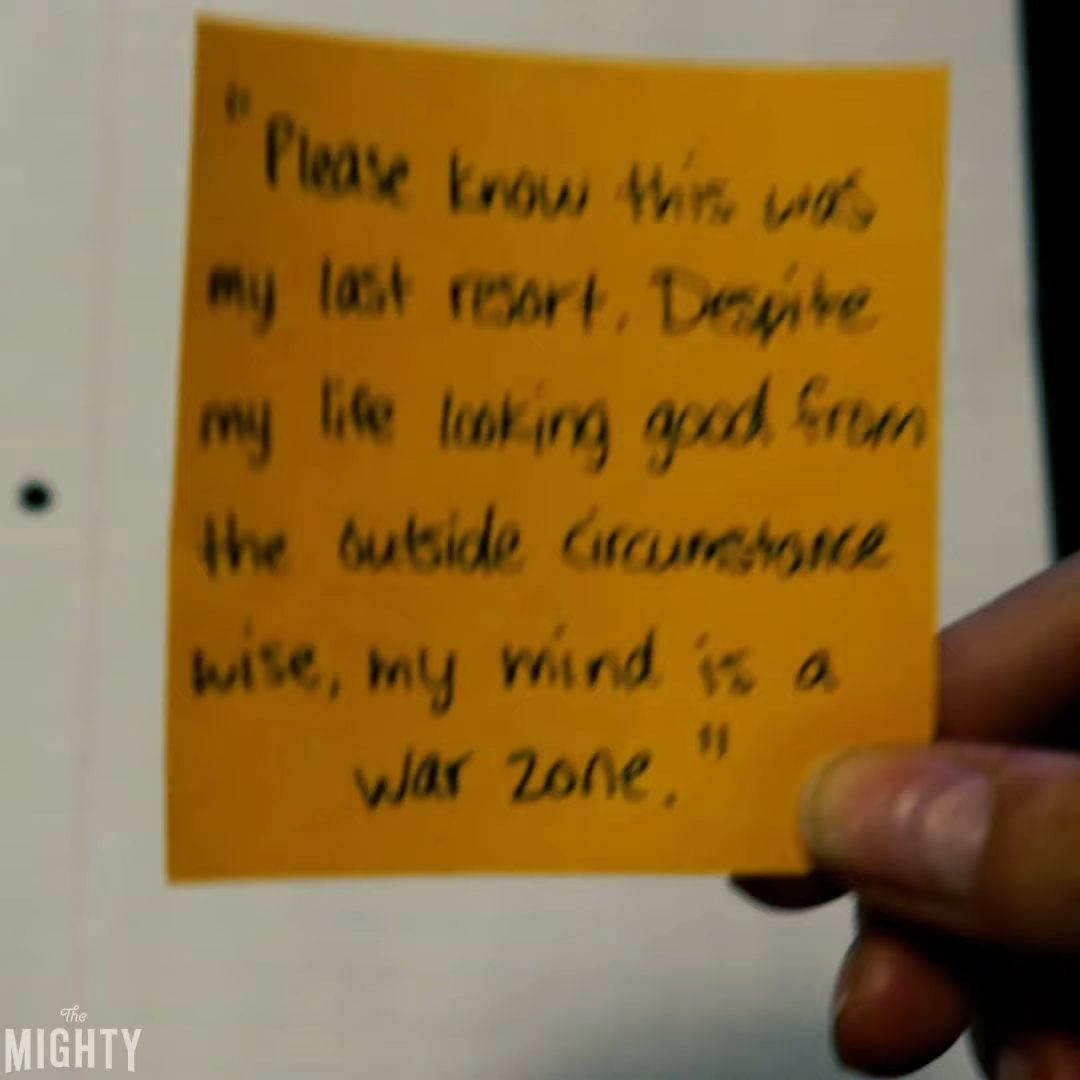 "Please know this was
my last resort. Despite
my life looking good from
the outside circumstance
wise, my mind is a
war zone."
The
MIGHTY